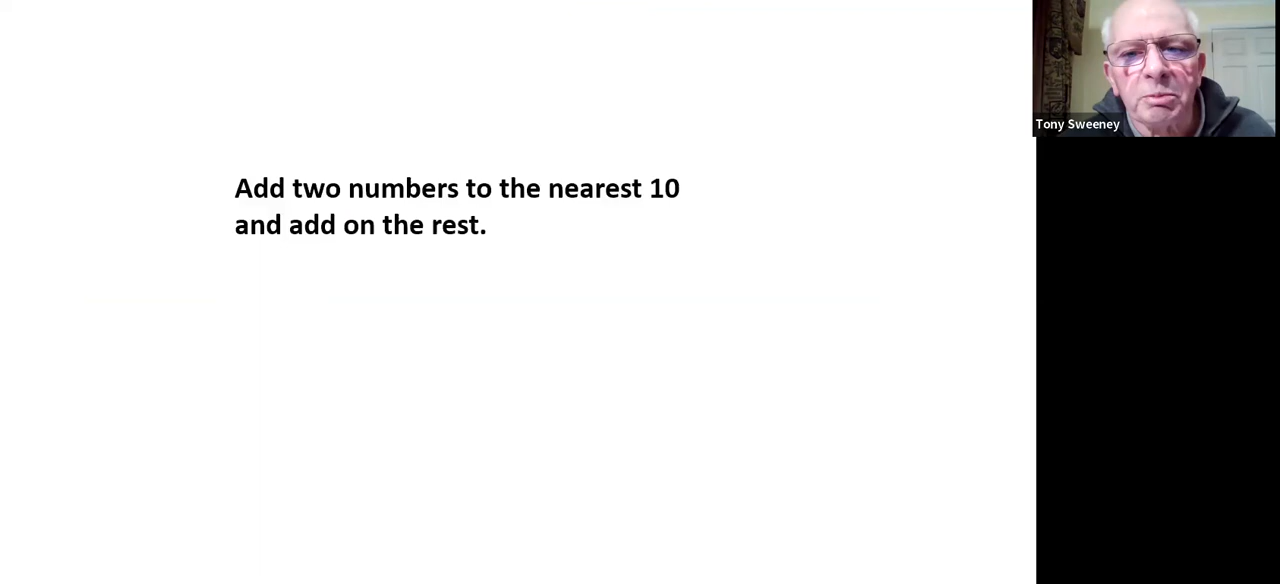 Add two numbers to the nearest 10
and add on the rest.
Tony Sweeney